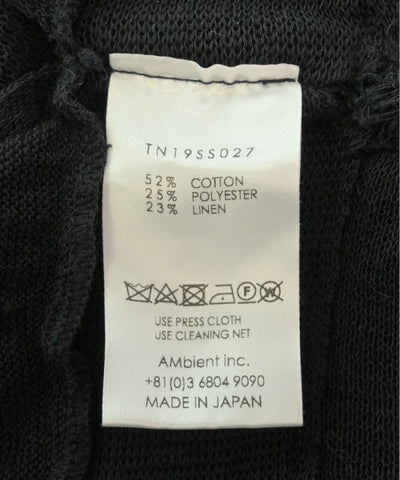 TN19SS027
52% COTTON
25% POLYESTER
23% LINEN
F W
USE PRESS CLOTH
USE CLEANING NET
AMbient inc.
+81(0)3 6804 9090
MADE IN JAPAN